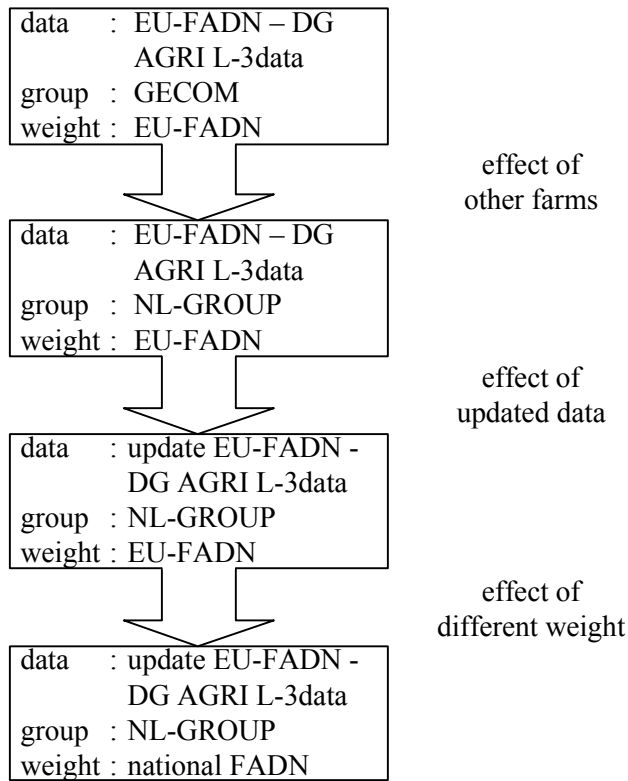 data : EU-FADN – DG
AGRI L-3data
group : GECOM
weight : EU-FADN
effect of
other farms
data : EU-FADN – DG
AGRI L-3data
group : NL-GROUP
weight : EU-FADN
effect of
updated data
data : update EU-FADN -
DG AGRI L-3data
group : NL-GROUP
weight : EU-FADN
effect of
different weight
data : update EU-FADN -
DG AGRI L-3data
group : NL-GROUP
weight : national FADN